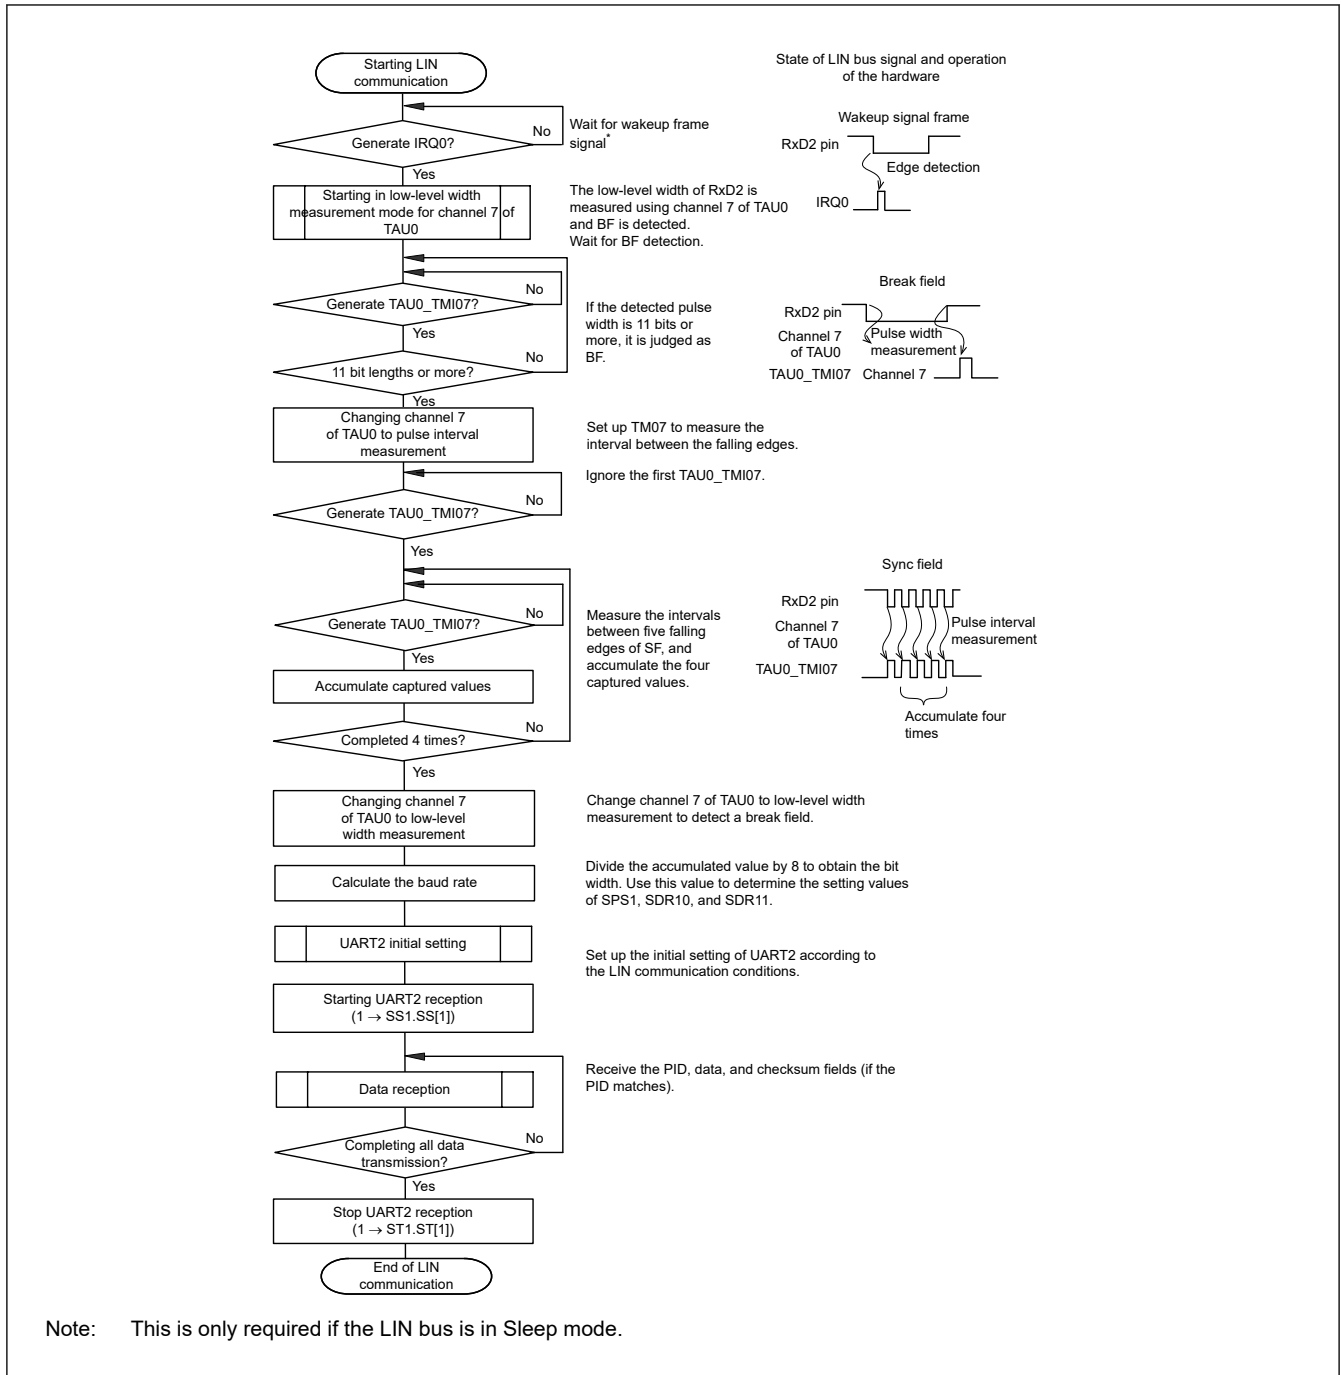 Starting LIN
communication
State of LIN bus signal and operation
of the hardware
Generate IRQ0?
No
Yes
Wait for wakeup frame
signal*
Wakeup signal frame
RxD2 pin
Edge detection
IRQ0
Starting in low-level width
measurement mode for channel 7 of
TAU0
The low-level width of RxD2 is
measured using channel 7 of TAU0
and BF is detected.
Wait for BF detection.
Generate TAU0_TMI07?
No
Yes
11 bit lengths or more?
No
Yes
If the detected pulse
width is 11 bits or
more, it is judged as
BF.
Break field
RxD2 pin
Channel 7
of TAU0
Pulse width
measurement
TAU0_TMI07
Channel 7
Changing channel 7
of TAU0 to pulse interval
measurement
Set up TM07 to measure the
interval between the falling edges.
Ignore the first TAU0_TMI07.
Generate TAU0_TMI07?
No
Yes
Generate TAU0_TMI07?
No
Yes
Accumulate captured values
Completed 4 times?
No
Yes
Measure the intervals
between five falling
edges of SF, and
accumulate the four
captured values.
Sync field
RxD2 pin
Channel 7
of TAU0
Pulse interval
measurement
TAU0_TMI07
Accumulate four
times
Changing channel 7
of TAU0 to low-level
width measurement
Change channel 7 of TAU0 to low-level width
measurement to detect a break field.
Calculate the baud rate
Divide the accumulated value by 8 to obtain the bit
width. Use this value to determine the setting values
of SPS1, SDR10, and SDR11.
UART2 initial setting
Set up the initial setting of UART2 according to
the LIN communication conditions.
Starting UART2 reception
(1 → SS1.SS[1])
Data reception
Receive the PID, data, and checksum fields (if the
PID matches).
Completing all data
transmission?
No
Yes
Stop UART2 reception
(1 → ST1.ST[1])
End of LIN
communication
Note: This is only required if the LIN bus is in Sleep mode.